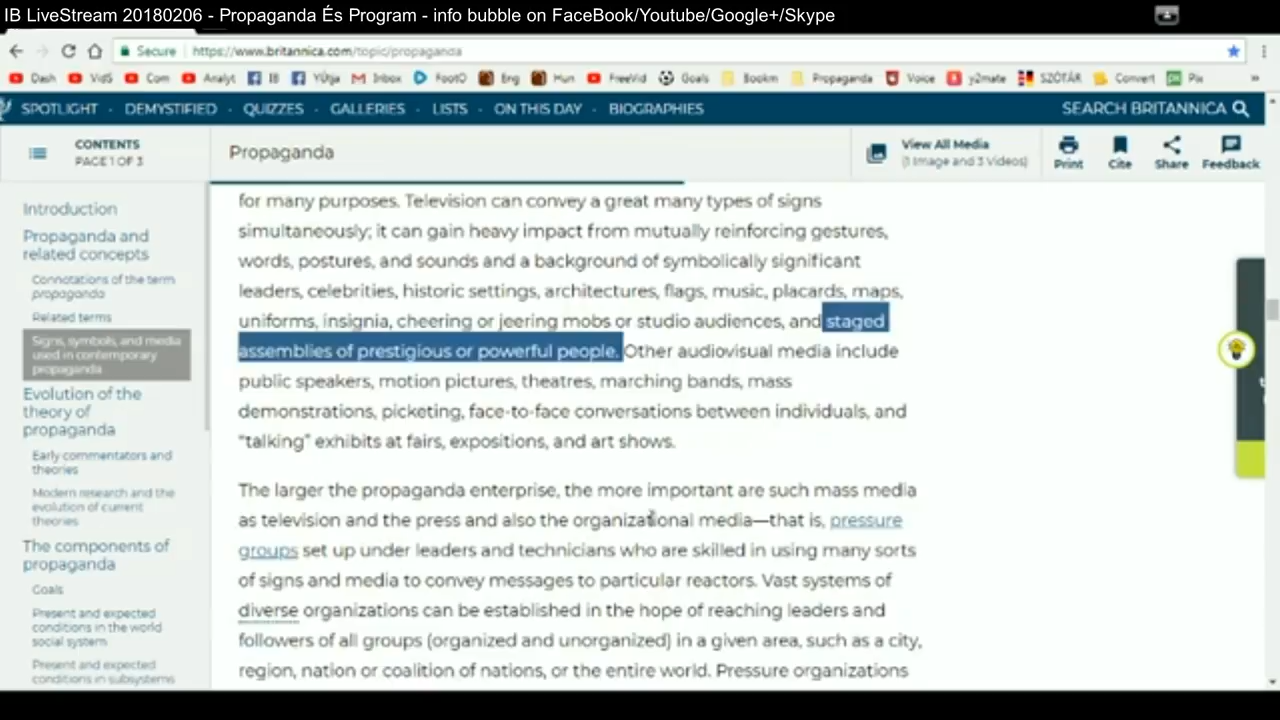 IB LiveStream 20180206 - Propaganda És Program - info bubble on FaceBook/Youtube/Google+/Skype
Secure https://www.britannica.com/topic/propaganda
Dash VidS Com Analyt IB YÚtja Inbox FootO Eng Hun FreeVid Goals Bookm Propaganda Voice y2mate SZÓTÁR Convert Pix »
SPOTLIGHT · DEMYSTIFIED · QUIZZES · GALLERIES · LISTS · ON THIS DAY · BIOGRAPHIES SEARCH BRITANNICA
CONTENTS
PAGE 1 OF 3
Propaganda
View All Media
(1 Image and 3 Videos)
Print Cite Share Feedback
Introduction
Propaganda and
related concepts
Connotations of the term
propaganda
Related terms
Signs, symbols, and media
used in contemporary
propaganda
Evolution of the
theory of
propaganda
Early commentators and
theories
Modern research and the
evolution of current
theories
The components of
propaganda
Goals
Present and expected
conditions in the world
social system
Present and expected
conditions in subsystems
for many purposes. Television can convey a great many types of signs
simultaneously; it can gain heavy impact from mutually reinforcing gestures,
words, postures, and sounds and a background of symbolically significant
leaders, celebrities, historic settings, architectures, flags, music, placards, maps,
uniforms, insignia, cheering or jeering mobs or studio audiences, and staged
assemblies of prestigious or powerful people. Other audiovisual media include
public speakers, motion pictures, theatres, marching bands, mass
demonstrations, picketing, face-to-face conversations between individuals, and
“talking” exhibits at fairs, expositions, and art shows.
The larger the propaganda enterprise, the more important are such mass media
as television and the press and also the organizational media—that is, pressure
groups set up under leaders and technicians who are skilled in using many sorts
of signs and media to convey messages to particular reactors. Vast systems of
diverse organizations can be established in the hope of reaching leaders and
followers of all groups (organized and unorganized) in a given area, such as a city,
region, nation or coalition of nations, or the entire world. Pressure organizations